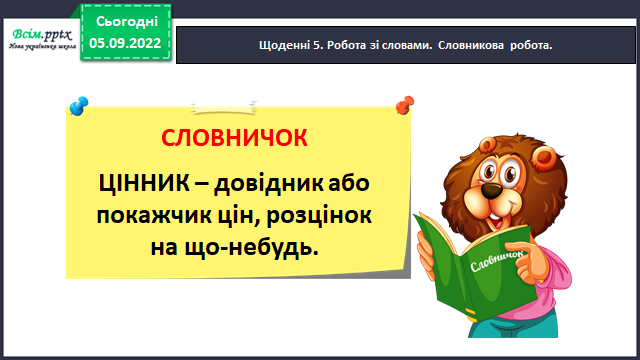 Всім.pptx
Нова українська школа
Сьогодні
05.09.2022
Щоденні 5. Робота зі словами. Словникова робота.
СЛОВНИЧОК
ЦІННИК – довідник або
покажчик цін, розцінок
на що-небудь.
Словничок